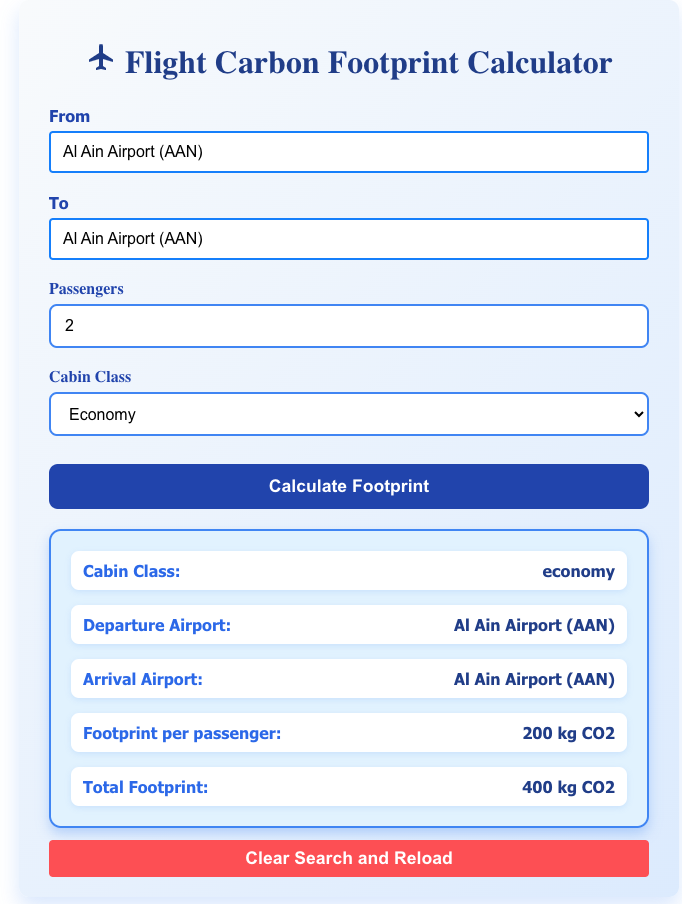 Flight Carbon Footprint Calculator
From
Al Ain Airport (AAN)
To
Al Ain Airport (AAN)
Passengers
2
Cabin Class
Economy
Calculate Footprint
Cabin Class: economy
Departure Airport: Al Ain Airport (AAN)
Arrival Airport: Al Ain Airport (AAN)
Footprint per passenger: 200 kg CO2
Total Footprint: 400 kg CO2
Clear Search and Reload